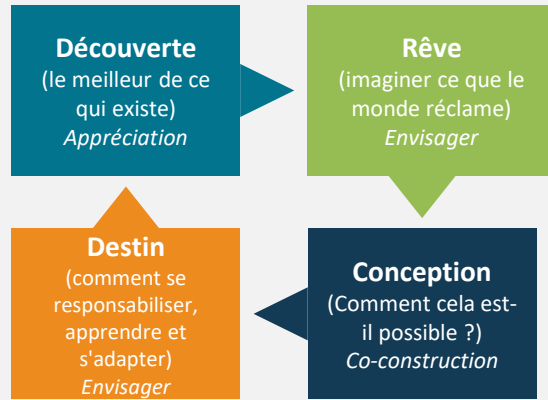 Découverte
(le meilleur de ce
qui existe)
Appréciation
Rêve
(imaginer ce que le
monde réclame)
Envisager
Destin
(comment se
responsabiliser,
apprendre et
s'adapter)
Envisager
Conception
(Comment cela est-
il possible ?)
Co-construction